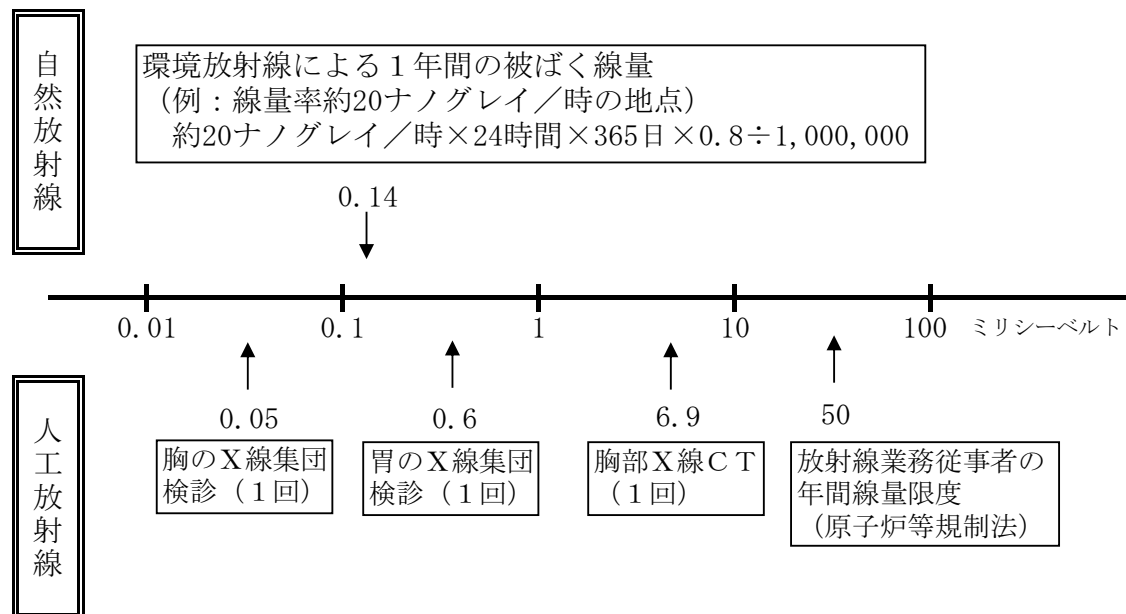 自然放射線
環境放射線による１年間の被ばく線量
（例：線量率約20ナノグレイ／時の地点）
約20ナノグレイ／時×24時間×365日×0.8÷1,000,000
0.14
0.01 0.1 1 10 100 ミリシーベルト
人工放射線
0.05
胸のＸ線集団
検診（１回）
0.6
胃のＸ線集団
検診（１回）
6.9
胸部Ｘ線ＣＴ
（１回）
50
放射線業務従事者の
年間線量限度
（原子炉等規制法）